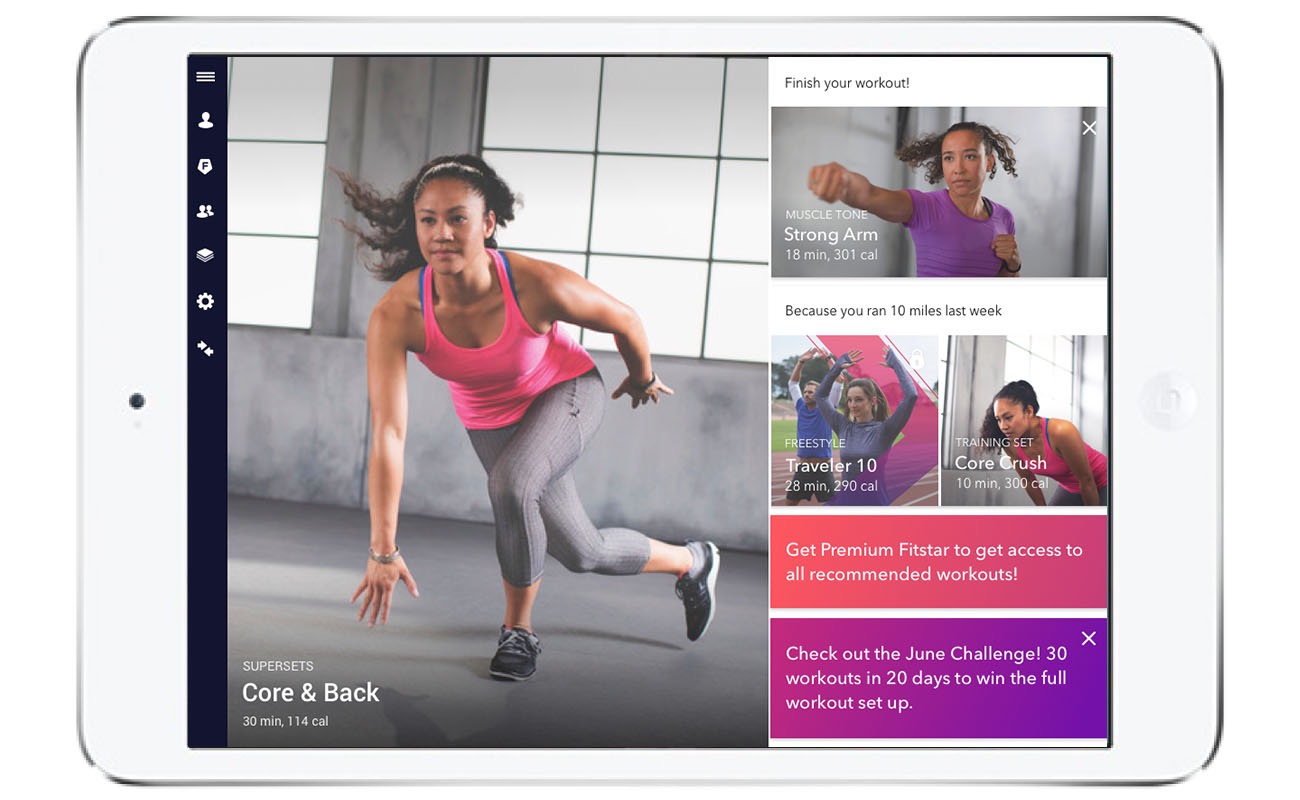 F
SUPERSETS
Core & Back
30 min, 114 cal
Finish your workout!
MUSCLE TONE
Strong Arm
18 min, 301 cal
Because you ran 10 miles last week
FREESTYLE
Traveler 10
28 min, 290 cal
TRAINING SET
Core Crush
10 min, 300 cal
Get Premium Fitstar to get access to
all recommended workouts!
Check out the June Challenge! 30
workouts in 20 days to win the full
workout set up.